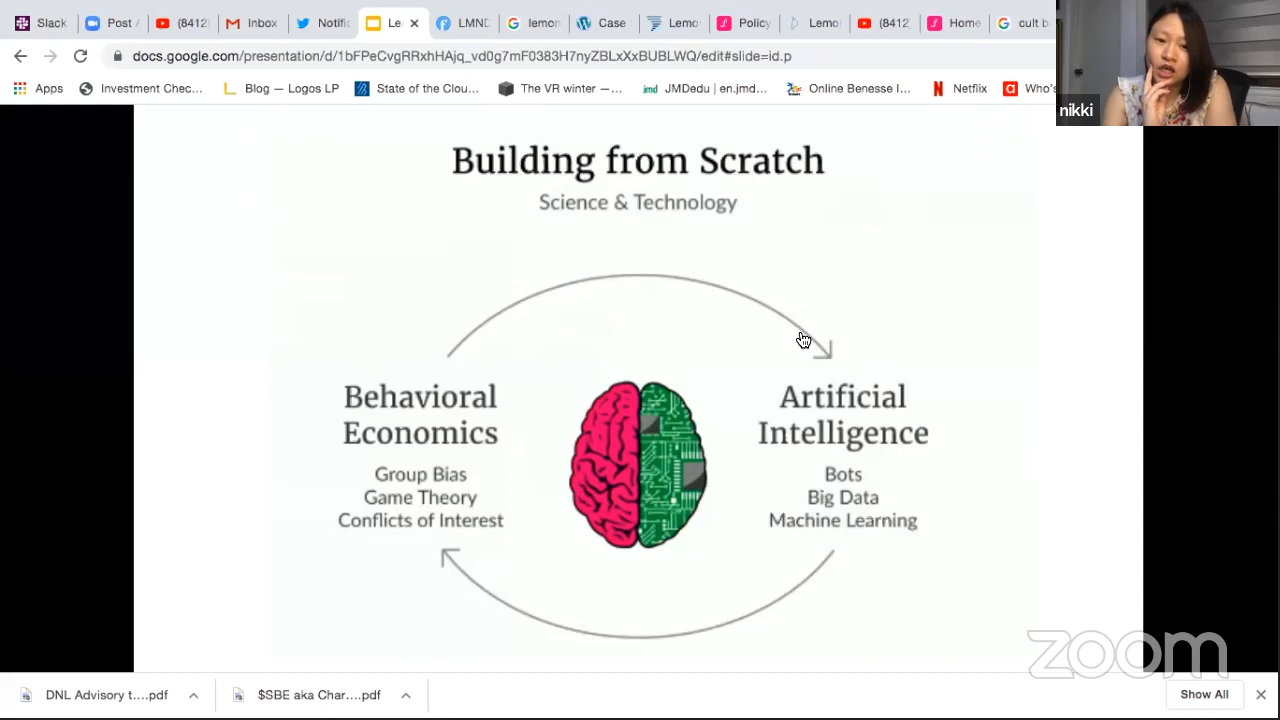 Slack
Post A
(8412)
Inbox
Notific
Le
LMND
lemon
Case
Lemo
Policy
Lemo
(8412)
Home
cult b
docs.google.com/presentation/d/1bFPeCvgRRxhHAjq_vd0g7mF0383H7nyZBLxXxBUBLWQ/edit#slide=id.p
Apps
Investment Chec...
Blog — Logos LP
State of the Clou...
The VR winter — ...
jmd
JMDedu | en.jmd...
Online Benesse I...
Netflix
Who's
nikki
Building from Scratch
Science & Technology
Behavioral
Economics
Group Bias
Game Theory
Conflicts of Interest
Artificial
Intelligence
Bots
Big Data
Machine Learning
zoom
DNL Advisory t....pdf
$SBE aka Char....pdf
Show All